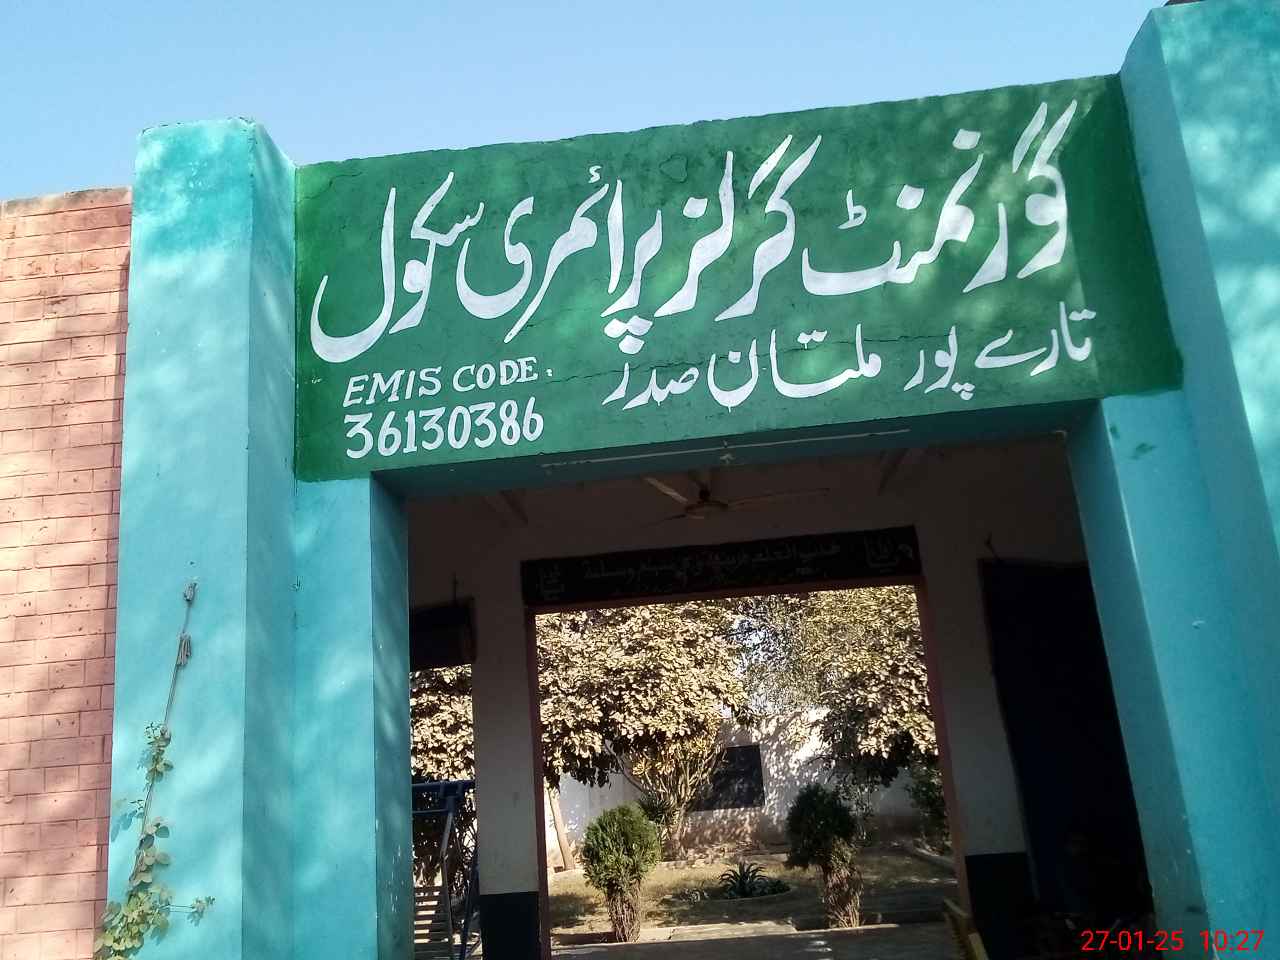 گورنمنٹ گرلز پرائمری سکول
تارے پور ملتان صدر
EMIS CODE:
36130386
27-01-25 10:27